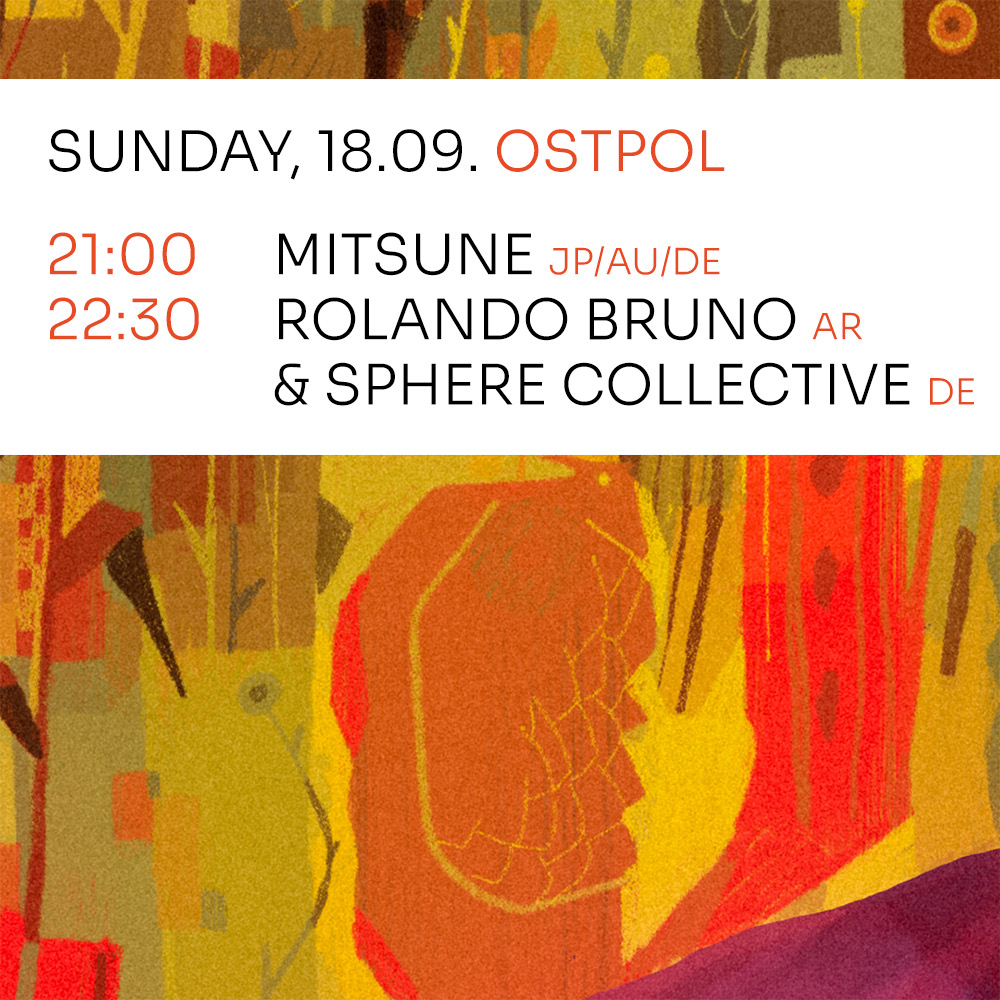 SUNDAY, 18.09. OSTPOL
21:00 MITSUNE JP/AU/DE
22:30 ROLANDO BRUNO AR
& SPHERE COLLECTIVE DE